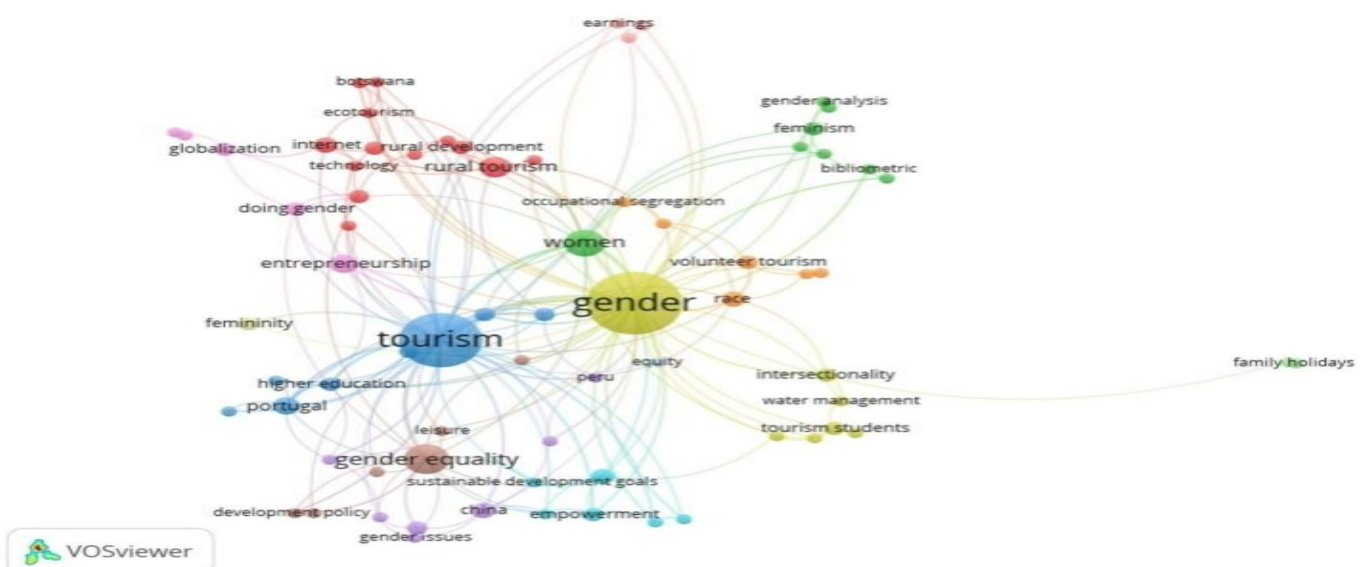 earnings
botswana
gender analysis
ecotourism
feminism
globalization
internet
rural development
technology
rural tourism
bibliometric
occupational segregation
doing gender
women
entrepreneurship
volunteer tourism
gender
race
femininity
tourism
equity
family holidays
peru
intersectionality
higher education
water management
portugal
leisure
tourism students
gender equality
sustainable development goals
development policy
china
empowerment
gender issues
VOSviewer